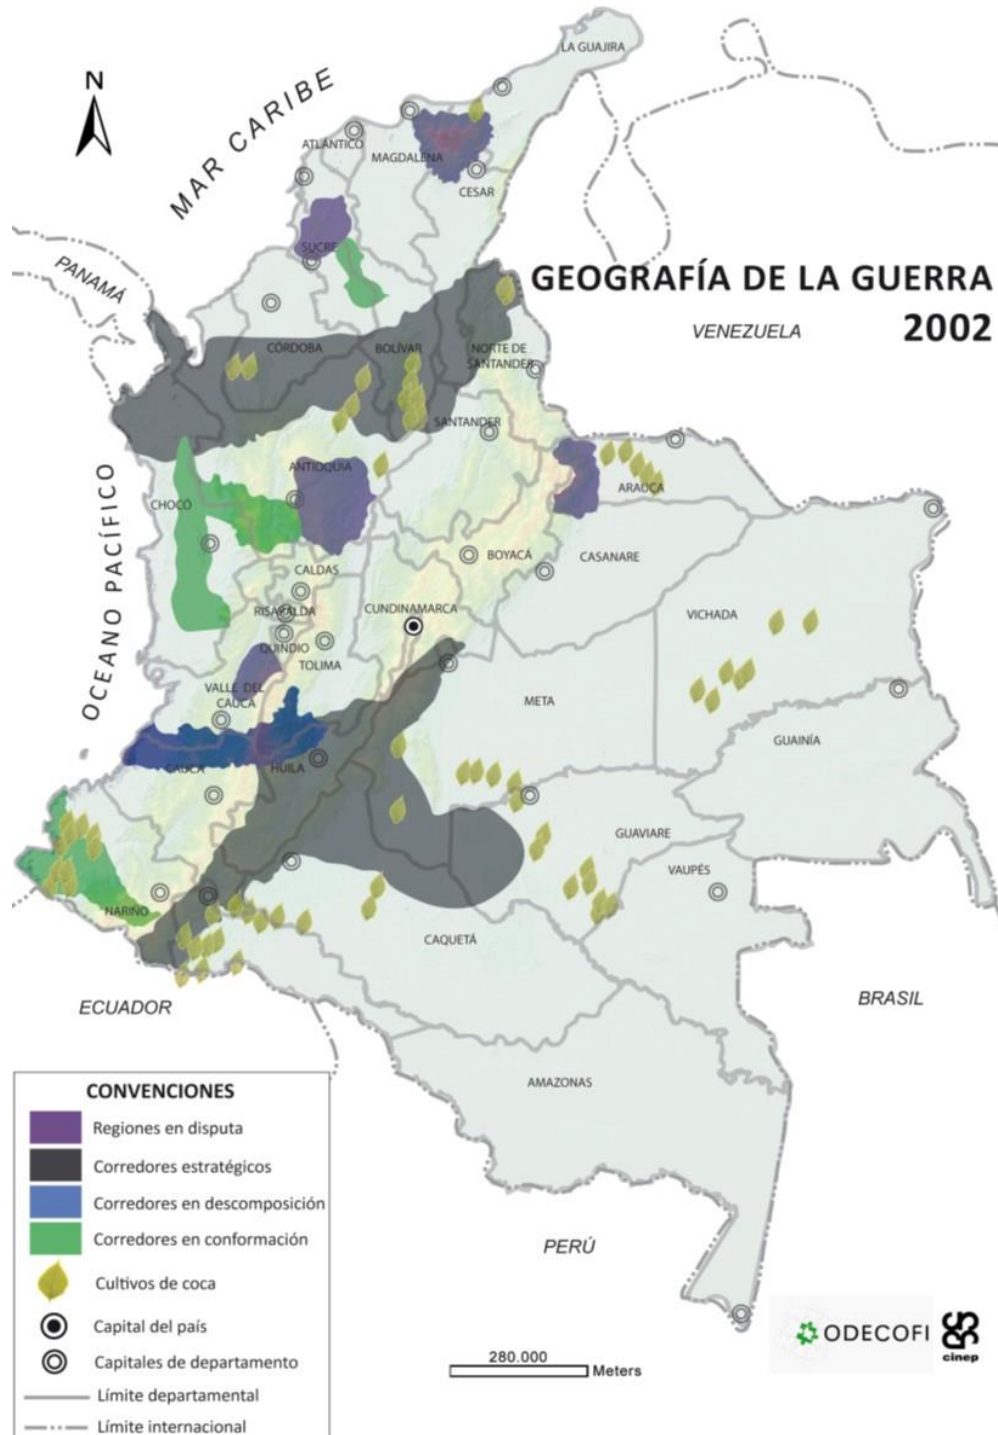 N
MAR CARIBE
LA GUAJIRA
ATLÁNTICO
MAGDALENA
CESAR
SUCRE
PANAMÁ
GEOGRAFÍA DE LA GUERRA
2002
VENEZUELA
CÓRDOBA
BOLÍVAR
NORTE DE
SANTANDER
SANTANDER
ANTIOQUIA
ARAUCA
OCEANO PACÍFICO
CHOCÓ
BOYACÁ
CASANARE
CALDAS
RISARALDA
CUNDINAMARCA
VICHADA
QUINDIO
TOLIMA
VALLE DEL
CAUCA
META
GUAINÍA
CAUCA
HUILA
GUAVIARE
VAUPÉS
NARIÑO
CAQUETÁ
ECUADOR
BRASIL
AMAZONAS
PERÚ
CONVENCIONES
Regiones en disputa
Corredores estratégicos
Corredores en descomposición
Corredores en conformación
Cultivos de coca
Capital del país
Capitales de departamento
Límite departamental
Límite internacional
280.000
Meters
ODECOFI
cinep